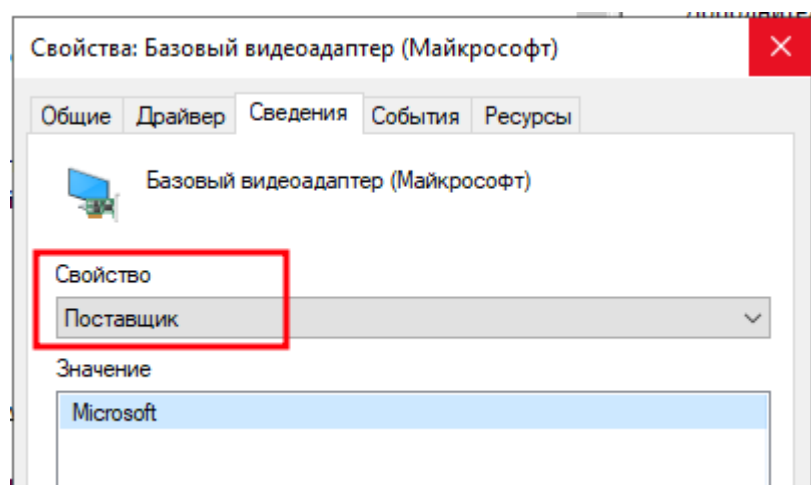 Свойства: Базовый видеоадаптер (Майкрософт)
Общие Драйвер Сведения События Ресурсы
Базовый видеоадаптер (Майкрософт)
Свойство
Поставщик
Значение
Microsoft